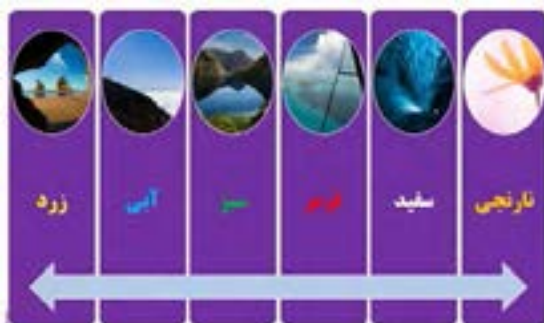 نارنجی
سفید
قرمز
سبز
آبی
زرد